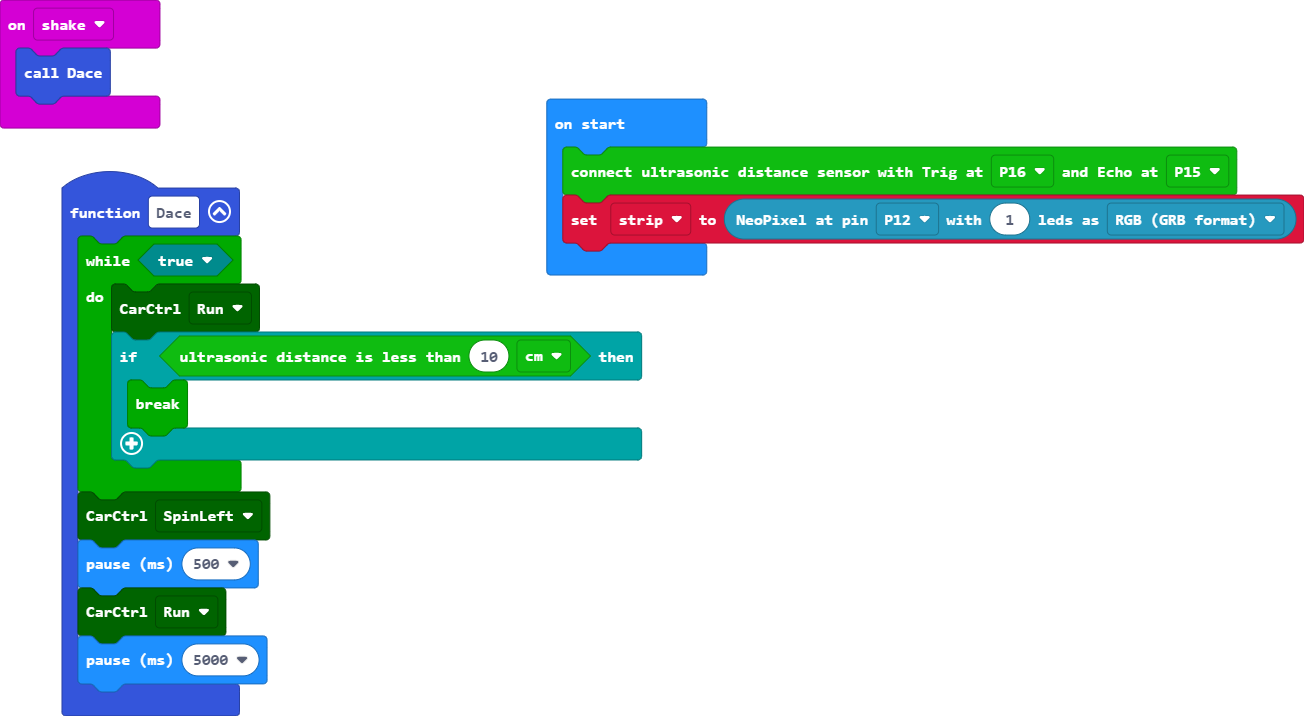 on shake
call Dace
on start
connect ultrasonic distance sensor with Trig at P16 and Echo at P15
set strip to NeoPixel at pin P12 with 1 leds as RGB (GRB format)
function Dace
while true
do
CarCtrl Run
if ultrasonic distance is less than 10 cm then
break
CarCtrl SpinLeft
pause (ms) 500
CarCtrl Run
pause (ms) 5000